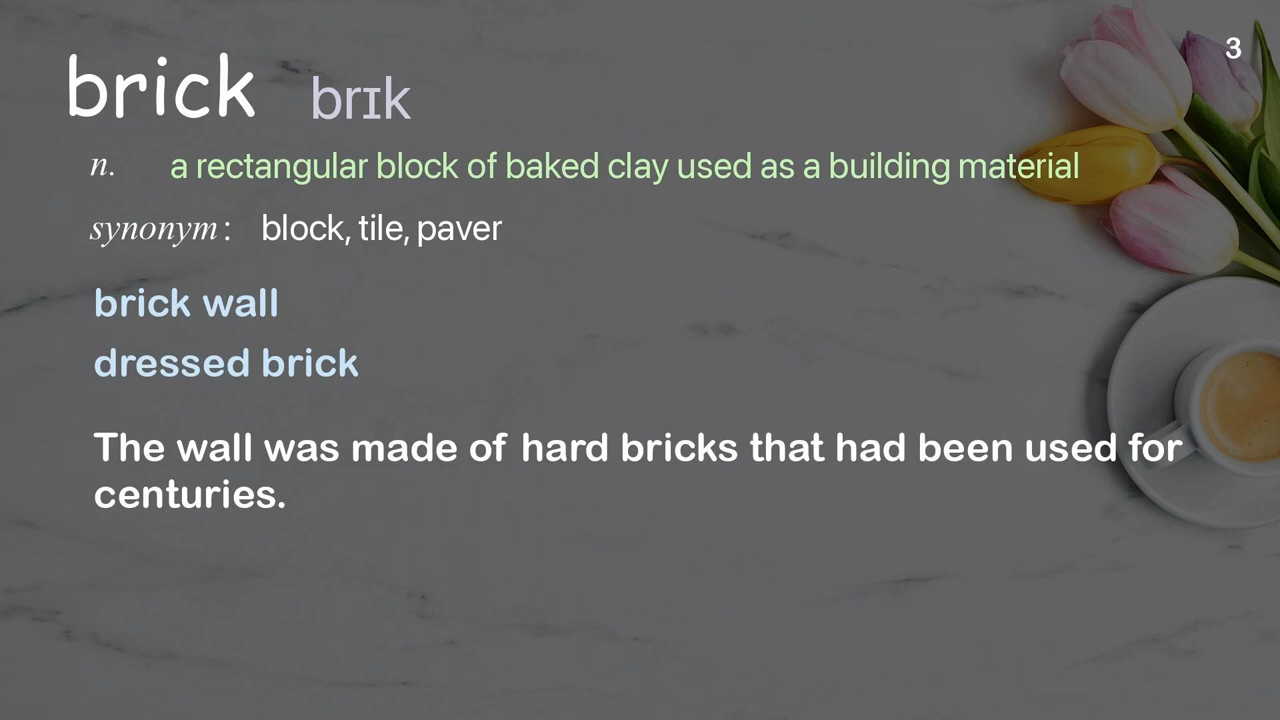 3
brick brɪk
n. a rectangular block of baked clay used as a building material
synonym: block, tile, paver
brick wall
dressed brick
The wall was made of hard bricks that had been used for
centuries.